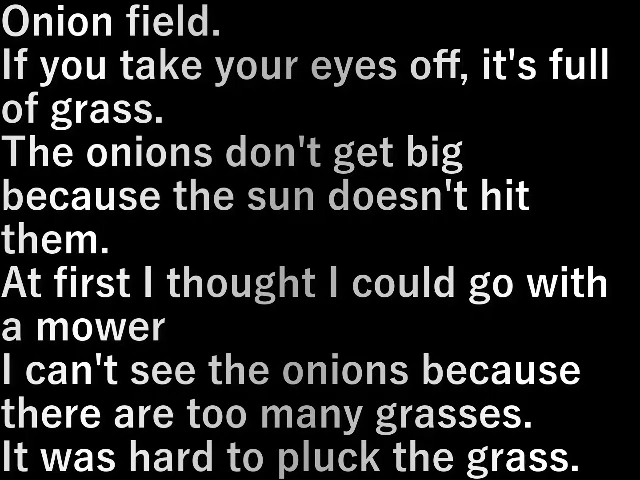 Onion field.
If you take your eyes off, it's full
of grass.
The onions don't get big
because the sun doesn't hit
them.
At first I thought I could go with
a mower
I can't see the onions because
there are too many grasses.
It was hard to pluck the grass.